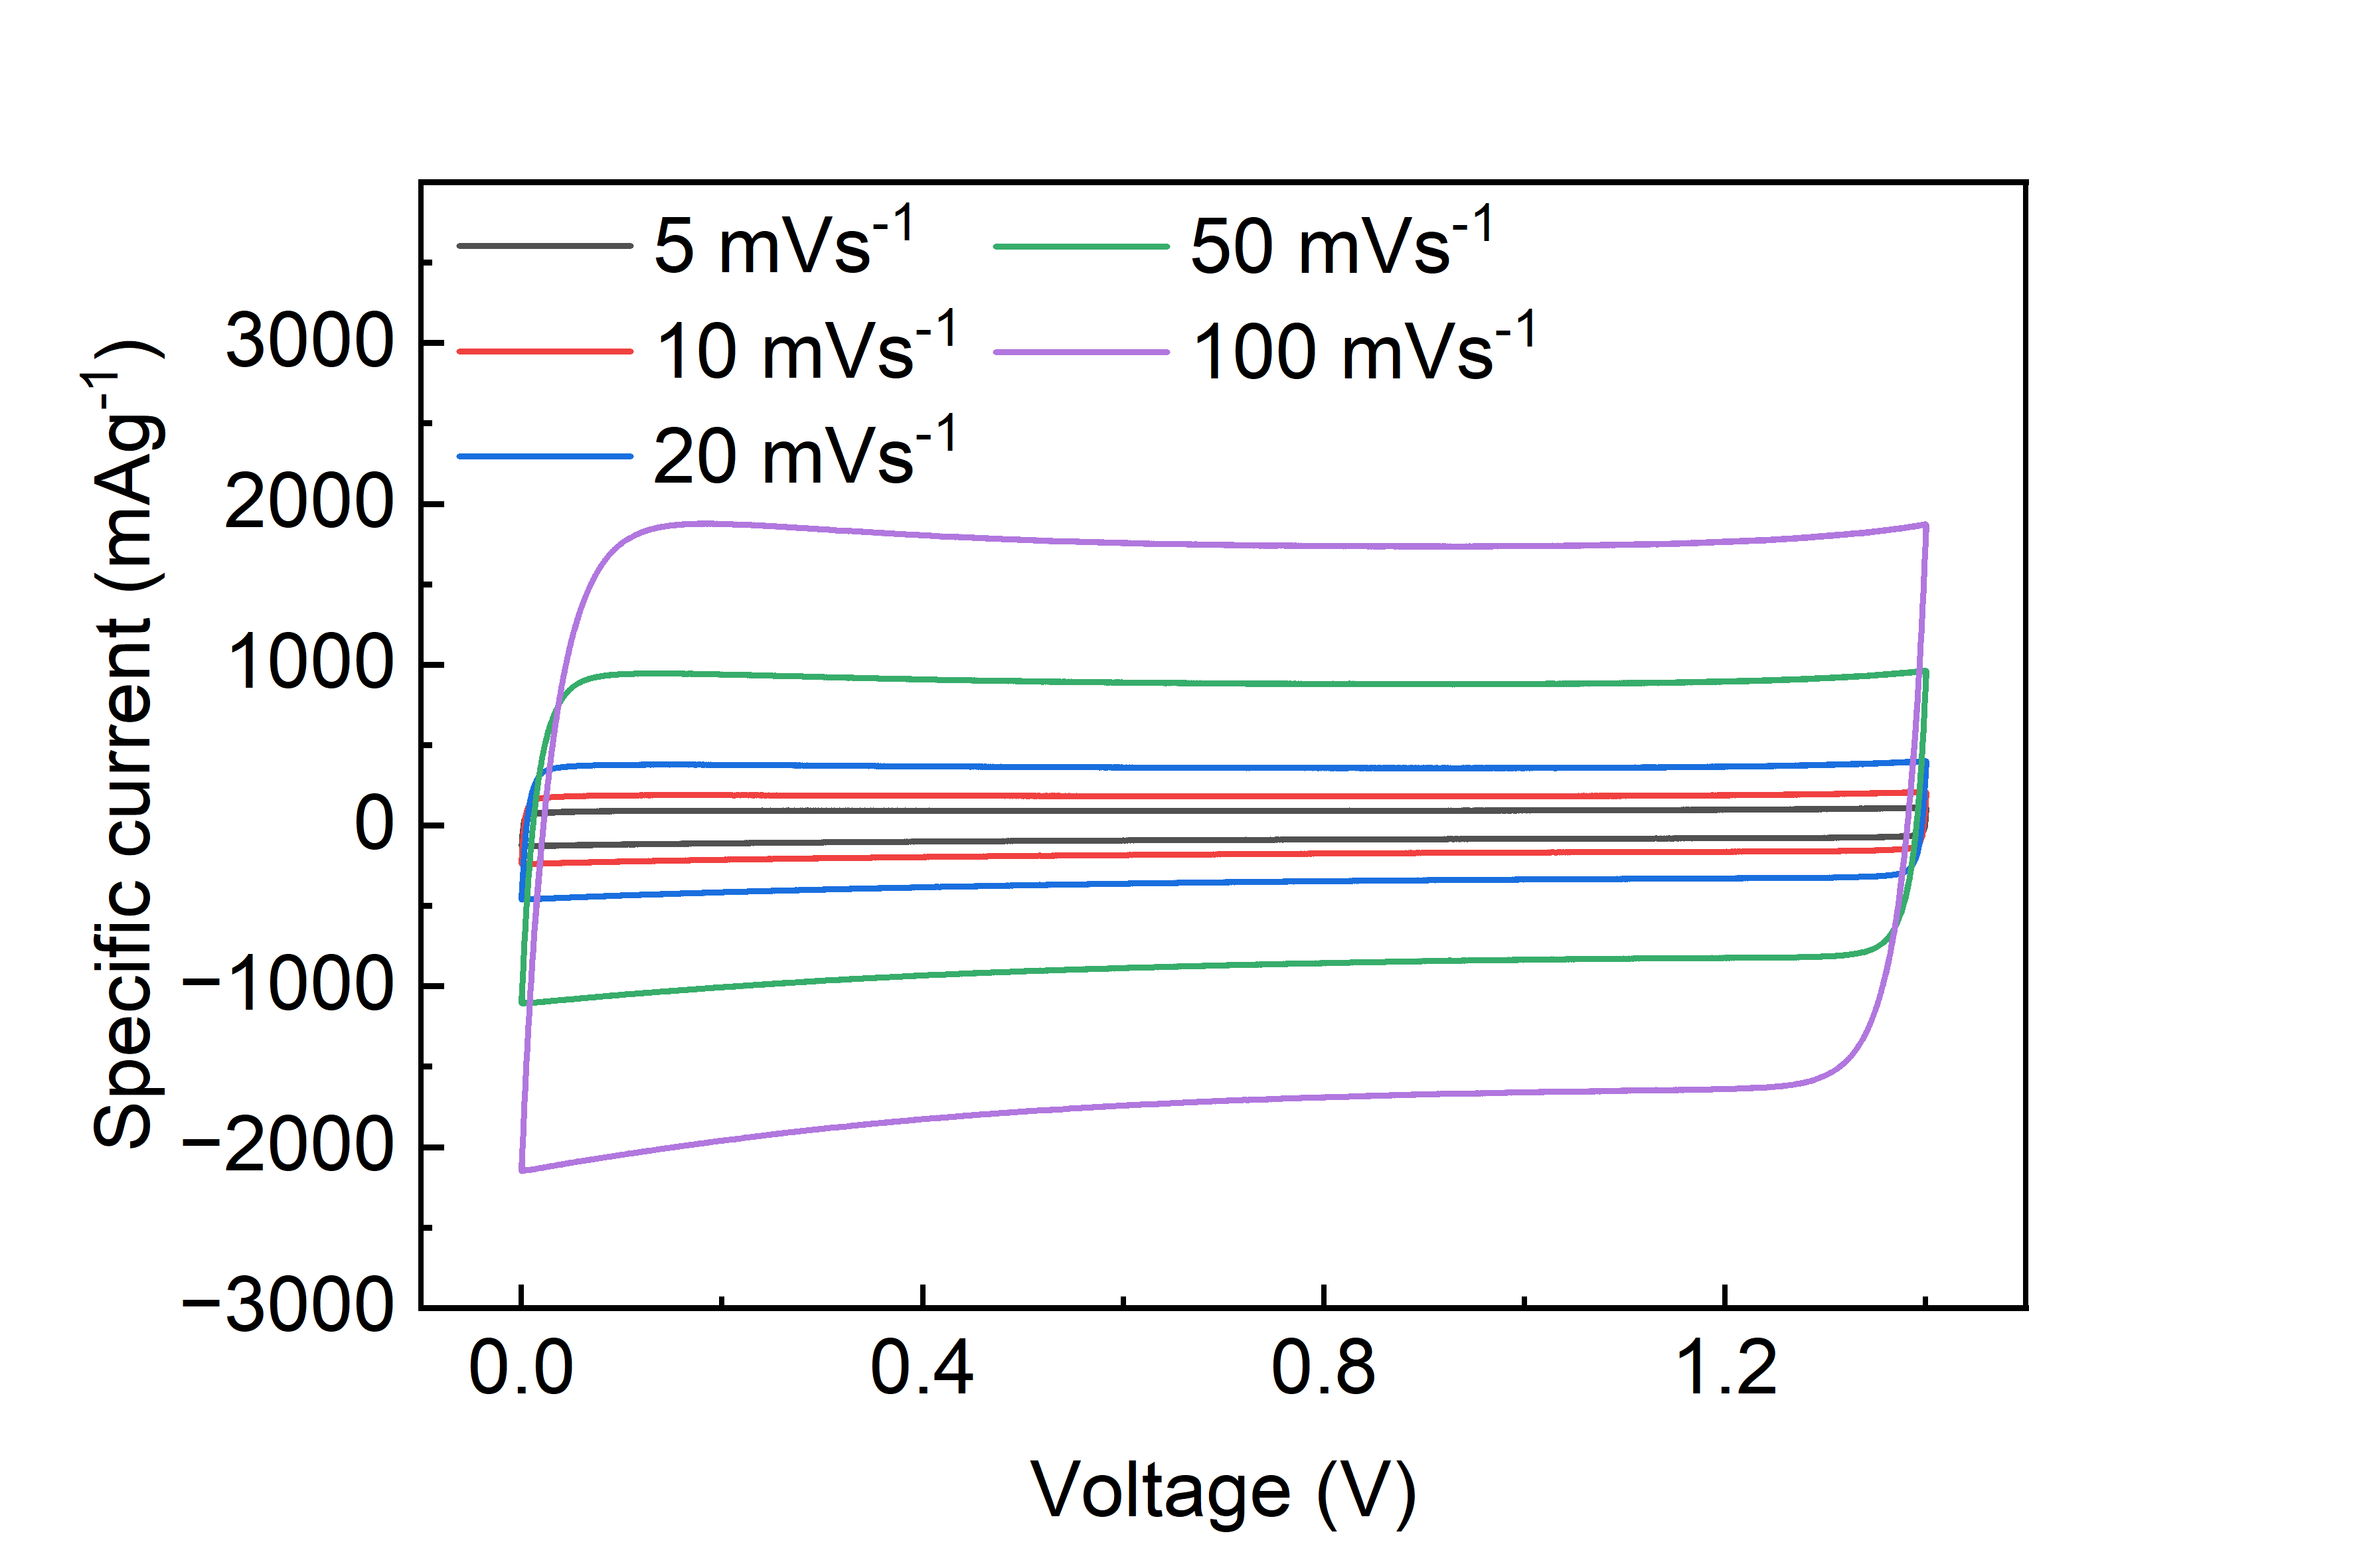 5 mVs⁻¹
50 mVs⁻¹
10 mVs⁻¹
100 mVs⁻¹
20 mVs⁻¹
3000
2000
1000
0
−1000
−2000
−3000
Specific current (mAg⁻¹)
0.0
0.4
0.8
1.2
Voltage (V)